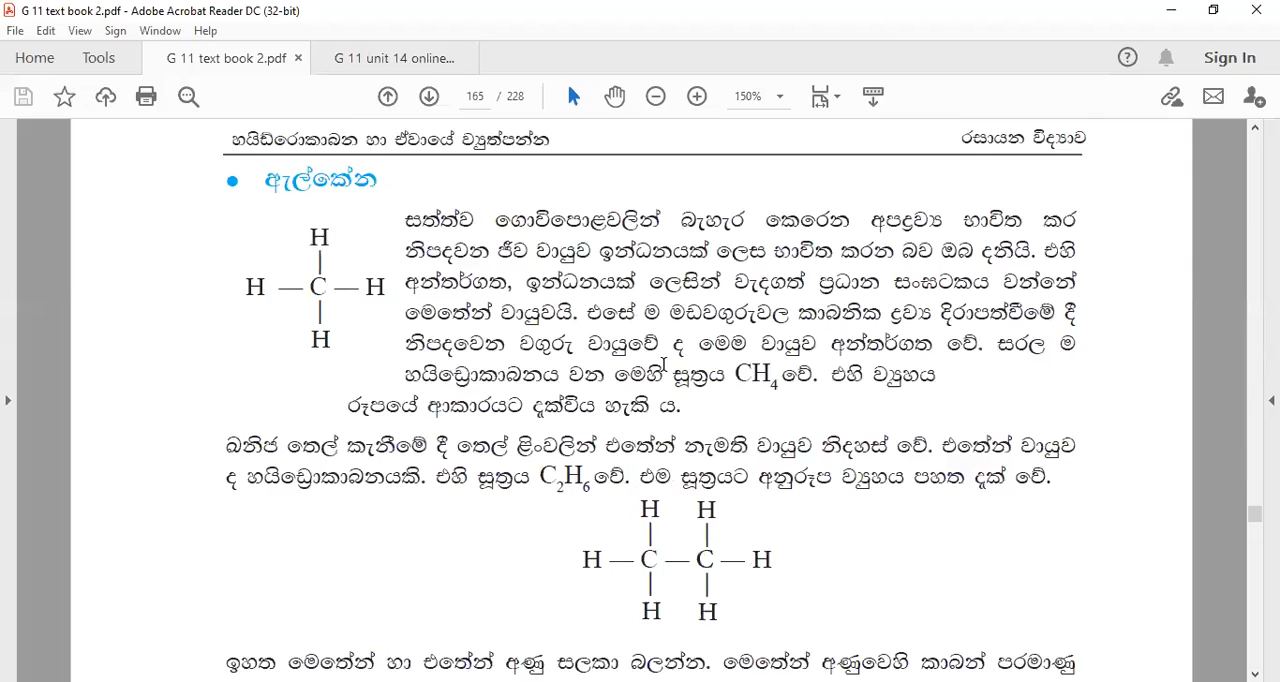 G 11 text book 2.pdf - Adobe Acrobat Reader DC (32-bit)
File Edit View Sign Window Help
Home Tools G 11 text book 2.pdf × G 11 unit 14 online... Sign In
165 / 228 150%
හයිඩ්රොකාබන හා ඒවායේ ව්‍යුත්පන්න රසායන විද්‍යාව
• ඇල්කේන
සත්ත්ව ගොවිපොළවලින් බැහැර කෙරෙන අපද්‍රව්‍ය භාවිත කර
නිපදවන ජීව වායුව ඉන්ධනයක් ලෙස භාවිත කරන බව ඔබ දනියි. එහි
අන්තර්ගත, ඉන්ධනයක් ලෙසින් වැදගත් ප්‍රධාන සංඝටකය වන්නේ
මෙතේන් වායුවයි. එසේ ම මඩවගුරුවල කාබනික ද්‍රව්‍ය දිරාපත්වීමේ දී
නිපදවෙන වගුරු වායුවේ ද මෙම වායුව අන්තර්ගත වේ. සරල ම
හයිඩ්‍රොකාබනය වන මෙහි සූත්‍රය CH4 වේ. එහි ව්‍යුහය
රූපයේ ආකාරයට දැක්විය හැකි ය.
H
|
H — C — H
|
H
ඛනිජ තෙල් කැනීමේ දී තෙල් ළිංවලින් එතේන් නැමති වායුව නිදහස් වේ. එතේන් වායුව
ද හයිඩ්‍රොකාබනයකි. එහි සූත්‍රය C2H6 වේ. එම සූත්‍රයට අනුරූප ව්‍යුහය පහත දැක් වේ.
H H
| |
H — C — C — H
| |
H H
ඉහත මෙතේන් හා එතේන් අණු සලකා බලන්න. මෙතේන් අණුවෙහි කාබන් පරමාණු